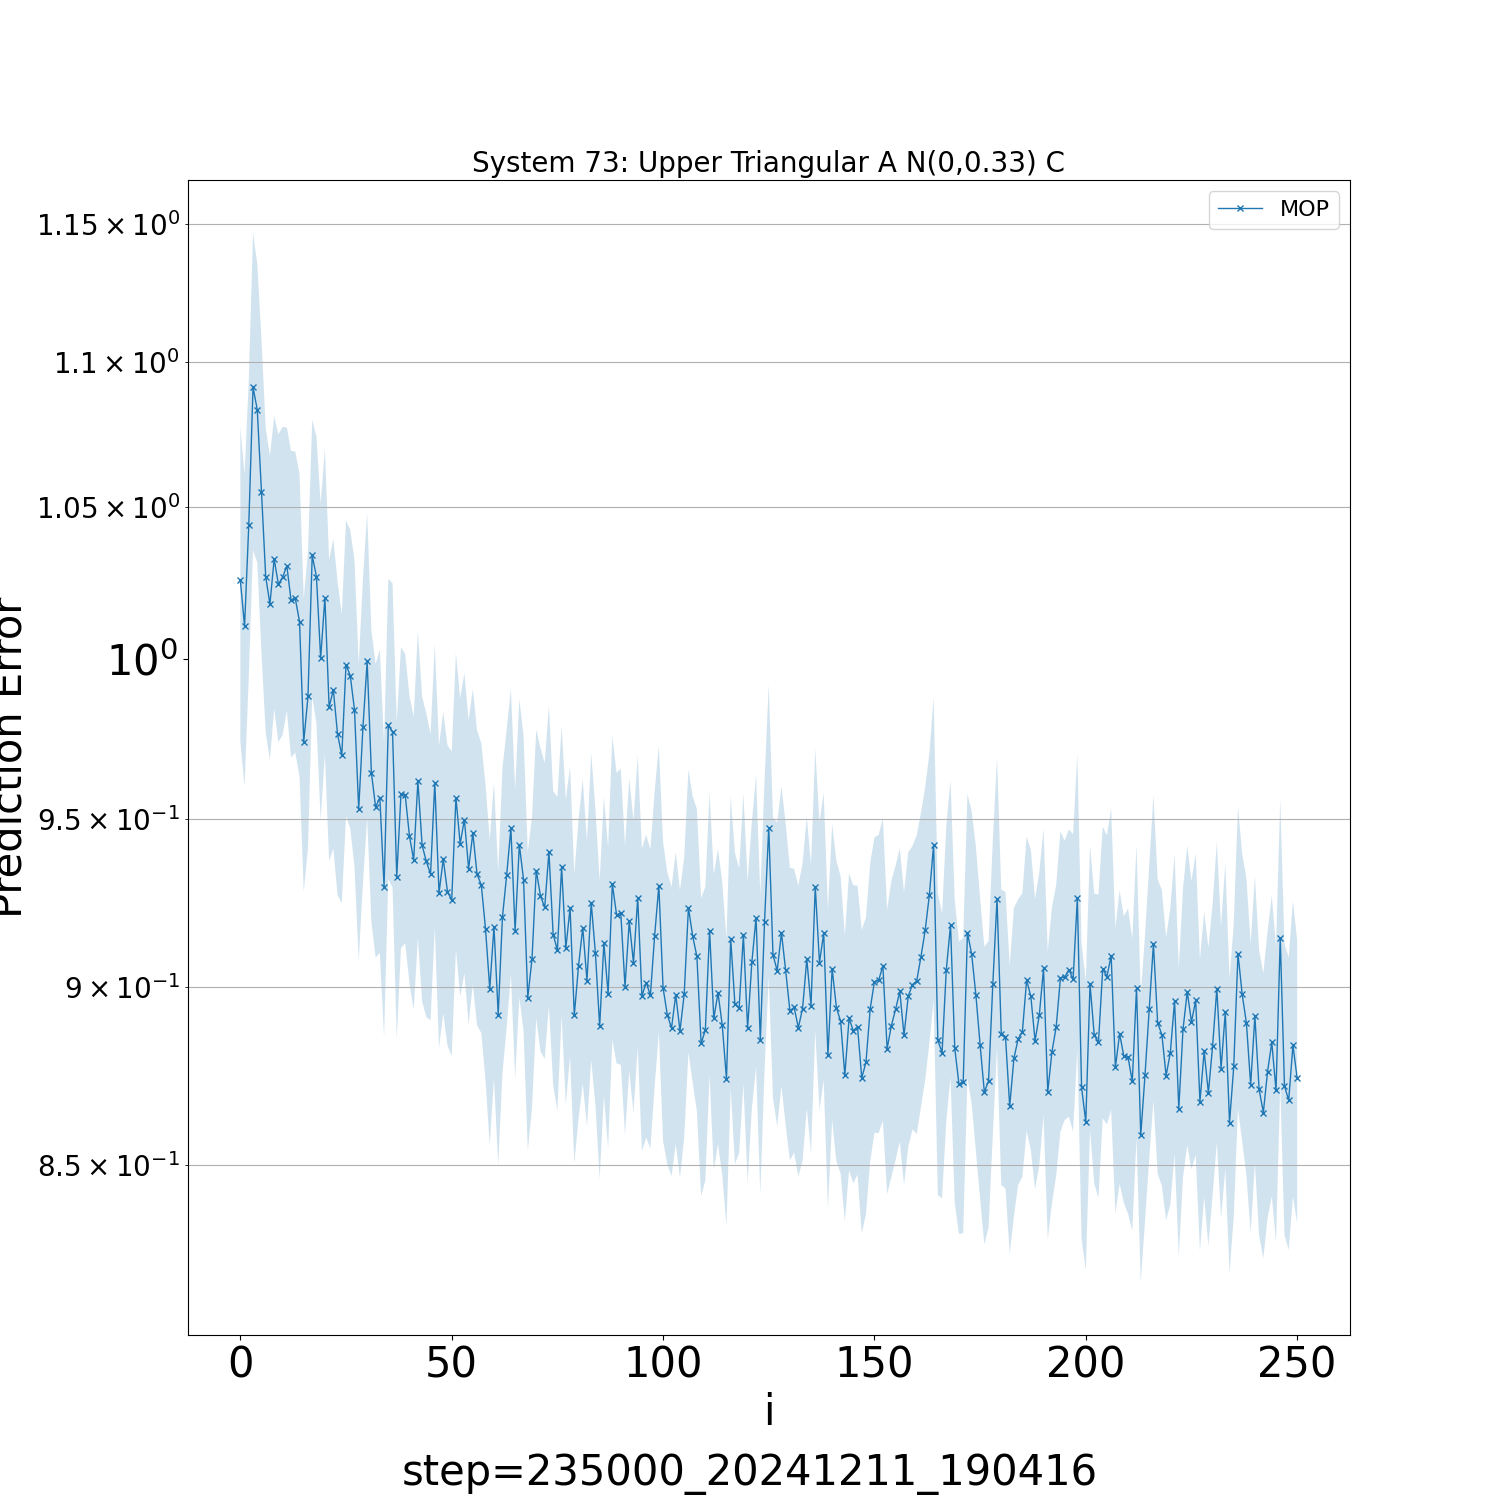 System 73: Upper Triangular A N(0,0.33) C
MOP
1.15 × 10⁰
1.1 × 10⁰
1.05 × 10⁰
10⁰
9.5 × 10⁻¹
9 × 10⁻¹
8.5 × 10⁻¹
Prediction Error
0 50 100 150 200 250
i
step=235000_20241211_190416